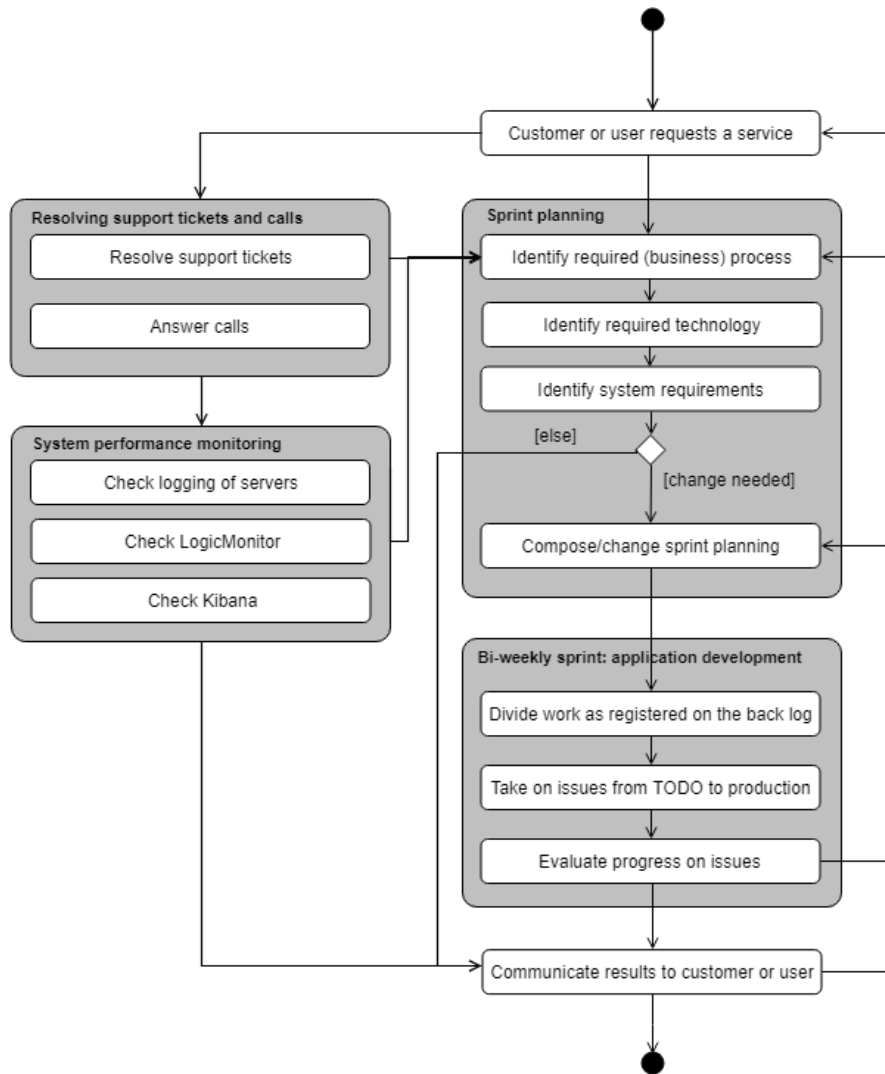 Customer or user requests a service
Resolving support tickets and calls
Resolve support tickets
Answer calls
System performance monitoring
Check logging of servers
Check LogicMonitor
Check Kibana
Sprint planning
Identify required (business) process
Identify required technology
Identify system requirements
[else]
[change needed]
Compose/change sprint planning
Bi-weekly sprint: application development
Divide work as registered on the back log
Take on issues from TODO to production
Evaluate progress on issues
Communicate results to customer or user